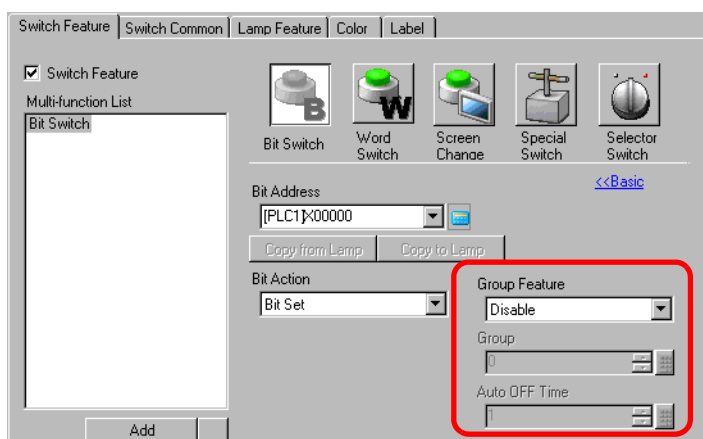 Switch Feature
Switch Common
Lamp Feature
Color
Label
Switch Feature
Multi-function List
Bit Switch
B
W
Bit Switch
Word Switch
Screen Change
Special Switch
Selector Switch
<<Basic
Bit Address
[PLC1]X00000
Copy from Lamp
Copy to Lamp
Bit Action
Bit Set
Group Feature
Disable
Group
0
Auto OFF Time
1
Add